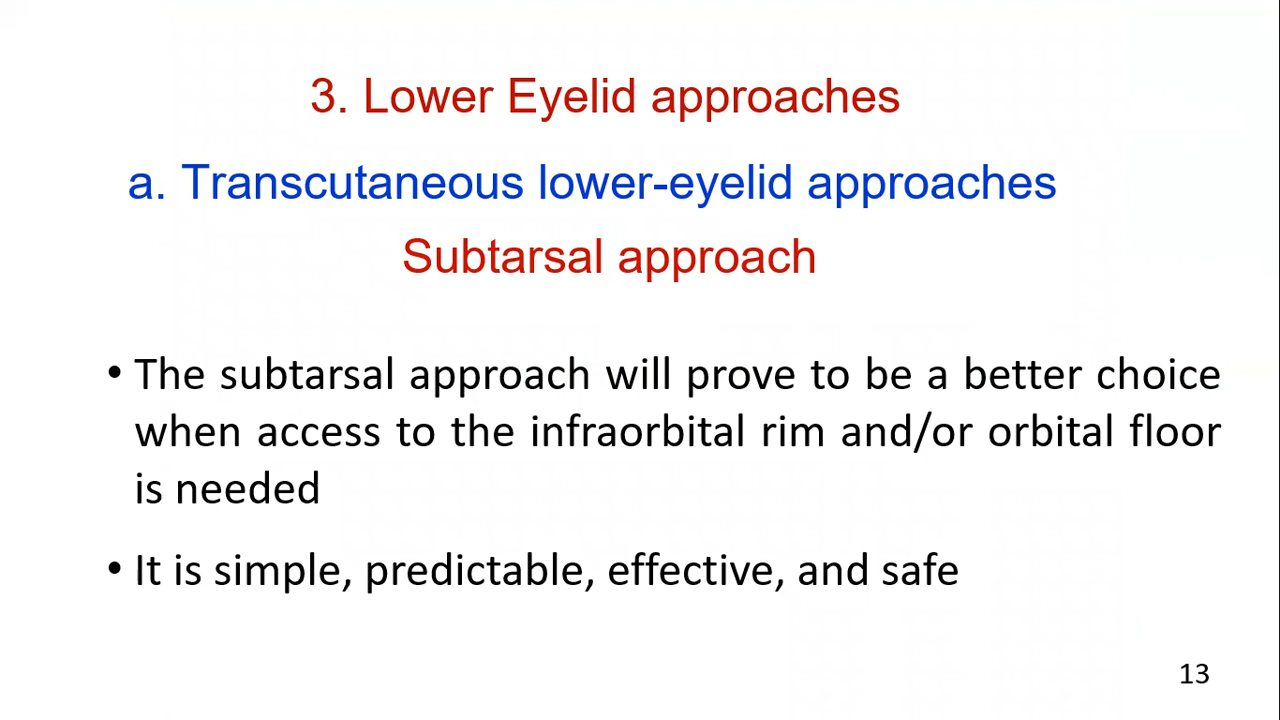 3. Lower Eyelid approaches
a. Transcutaneous lower-eyelid approaches
Subtarsal approach
• The subtarsal approach will prove to be a better choice
when access to the infraorbital rim and/or orbital floor
is needed
• It is simple, predictable, effective, and safe
13